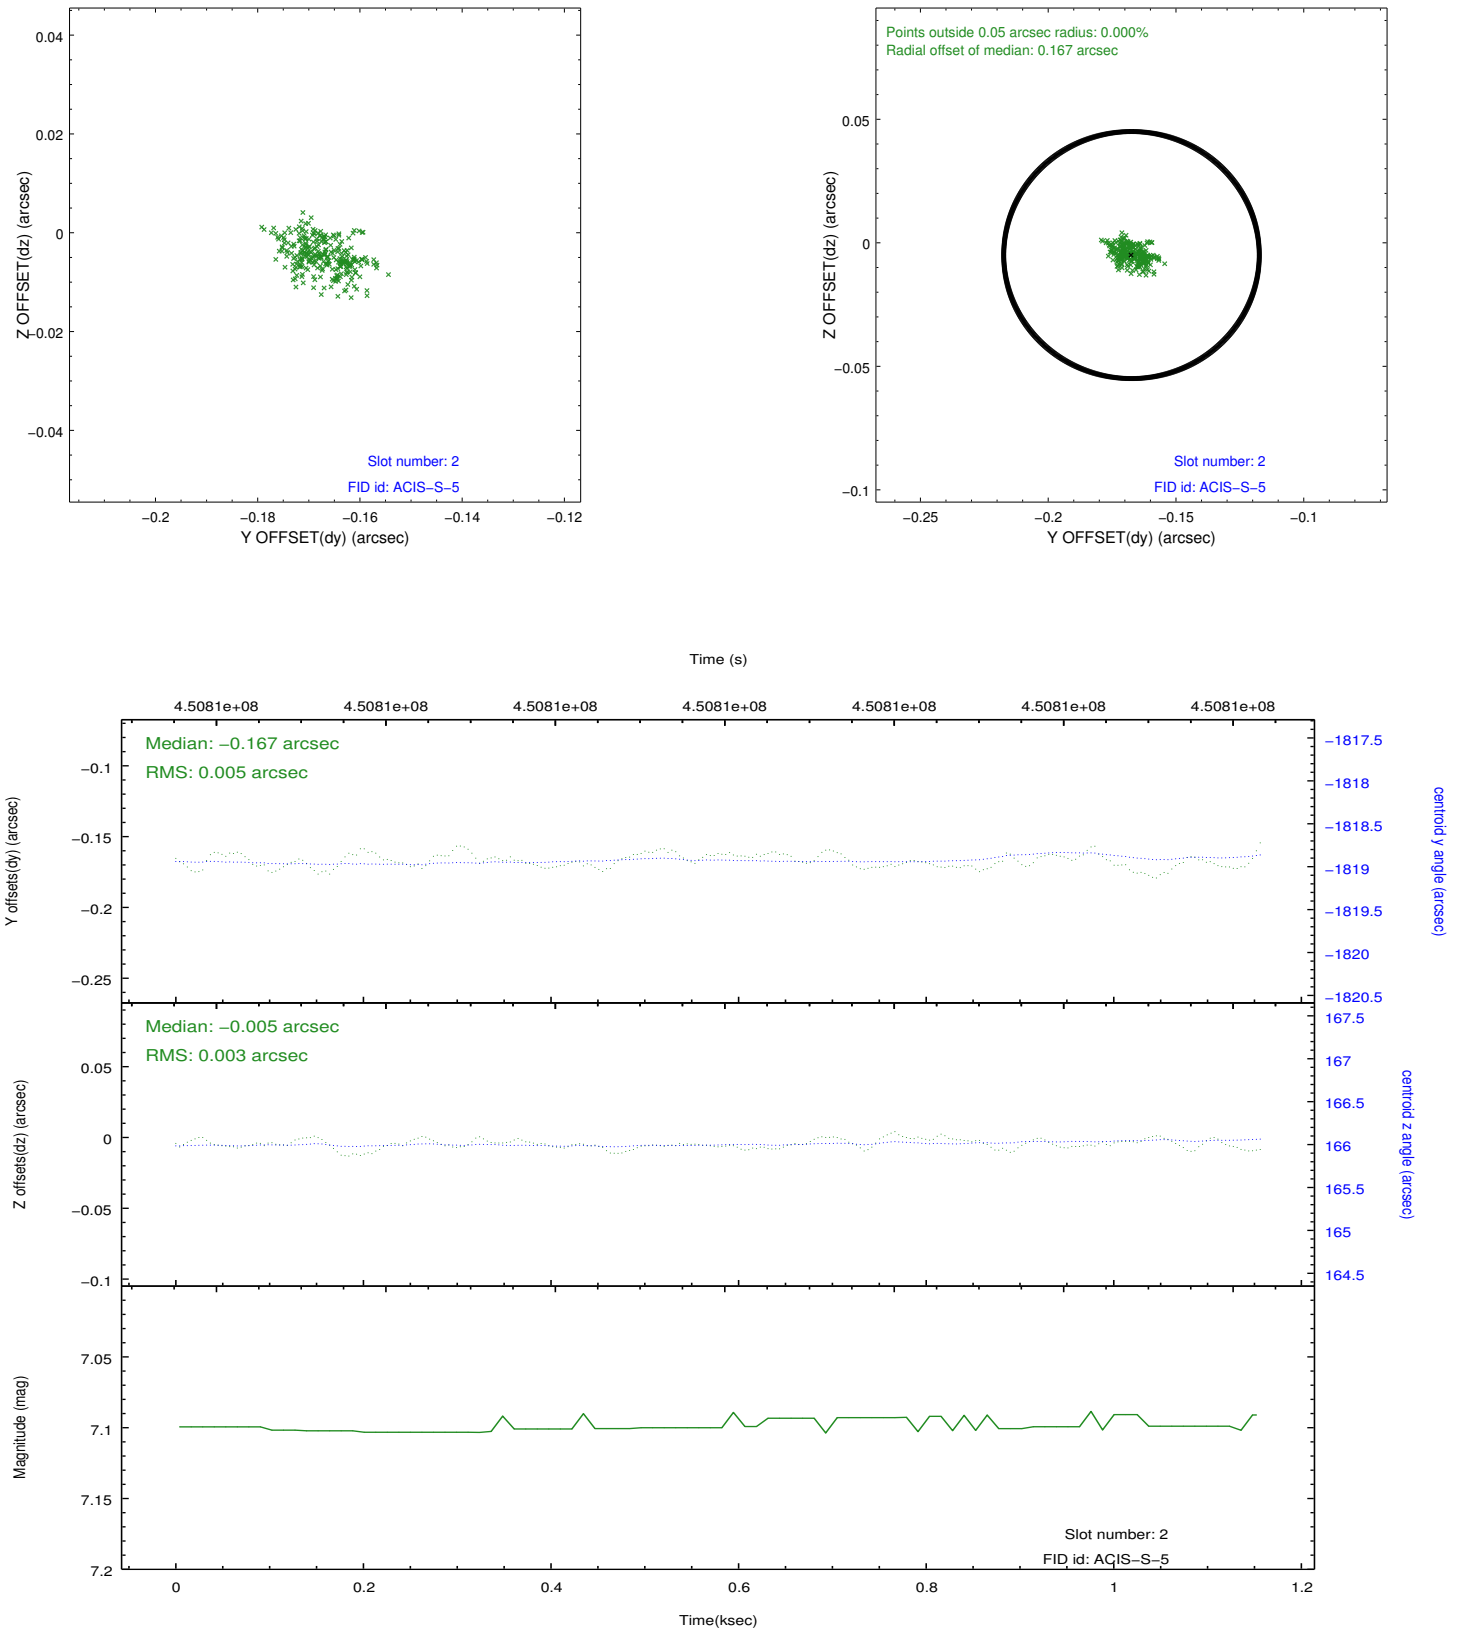 0.04
0.02
0
−0.02
−0.04
Z OFFSET(dz) (arcsec)
Slot number: 2
FID id: ACIS−S−5
−0.2
−0.18
−0.16
−0.14
−0.12
Y OFFSET(dy) (arcsec)
Points outside 0.05 arcsec radius: 0.000%
Radial offset of median: 0.167 arcsec
0.05
0
−0.05
−0.1
Z OFFSET(dz) (arcsec)
Slot number: 2
FID id: ACIS−S−5
−0.25
−0.2
−0.15
−0.1
Y OFFSET(dy) (arcsec)
Time (s)
4.5081e+08
4.5081e+08
4.5081e+08
4.5081e+08
4.5081e+08
4.5081e+08
4.5081e+08
Median: −0.167 arcsec
RMS: 0.005 arcsec
−0.1
−0.15
−0.2
−0.25
Y offsets(dy) (arcsec)
−1817.5
−1818
−1818.5
−1819
−1819.5
−1820
−1820.5
centroid y angle (arcsec)
Median: −0.005 arcsec
RMS: 0.003 arcsec
0.05
0
−0.05
−0.1
Z offsets(dz) (arcsec)
167.5
167
166.5
166
165.5
165
164.5
centroid z angle (arcsec)
7.05
7.1
7.15
7.2
Magnitude (mag)
Slot number: 2
FID id: ACIS−S−5
0
0.2
0.4
0.6
0.8
1
1.2
Time(ksec)